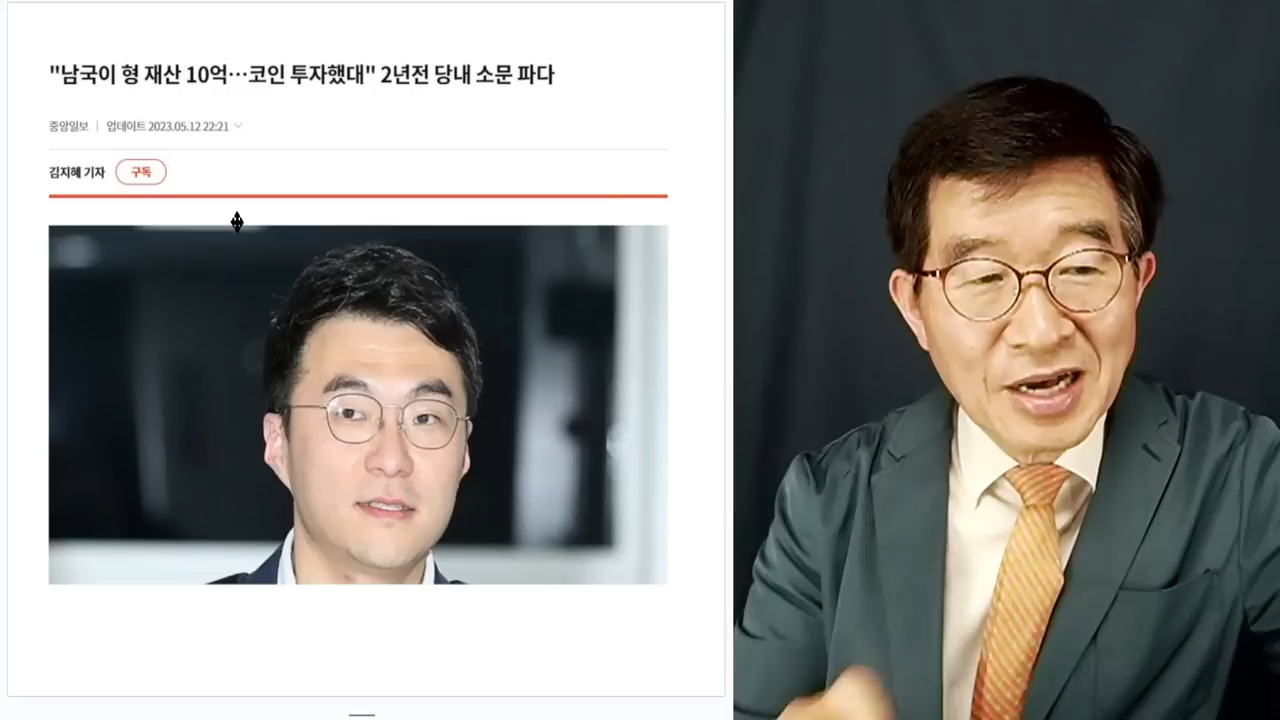 "남국이 형 재산 10억…코인 투자했대" 2년전 당내 소문 파다
중앙일보 | 업데이트 2023.05.12 22:21
김지혜 기자 구독